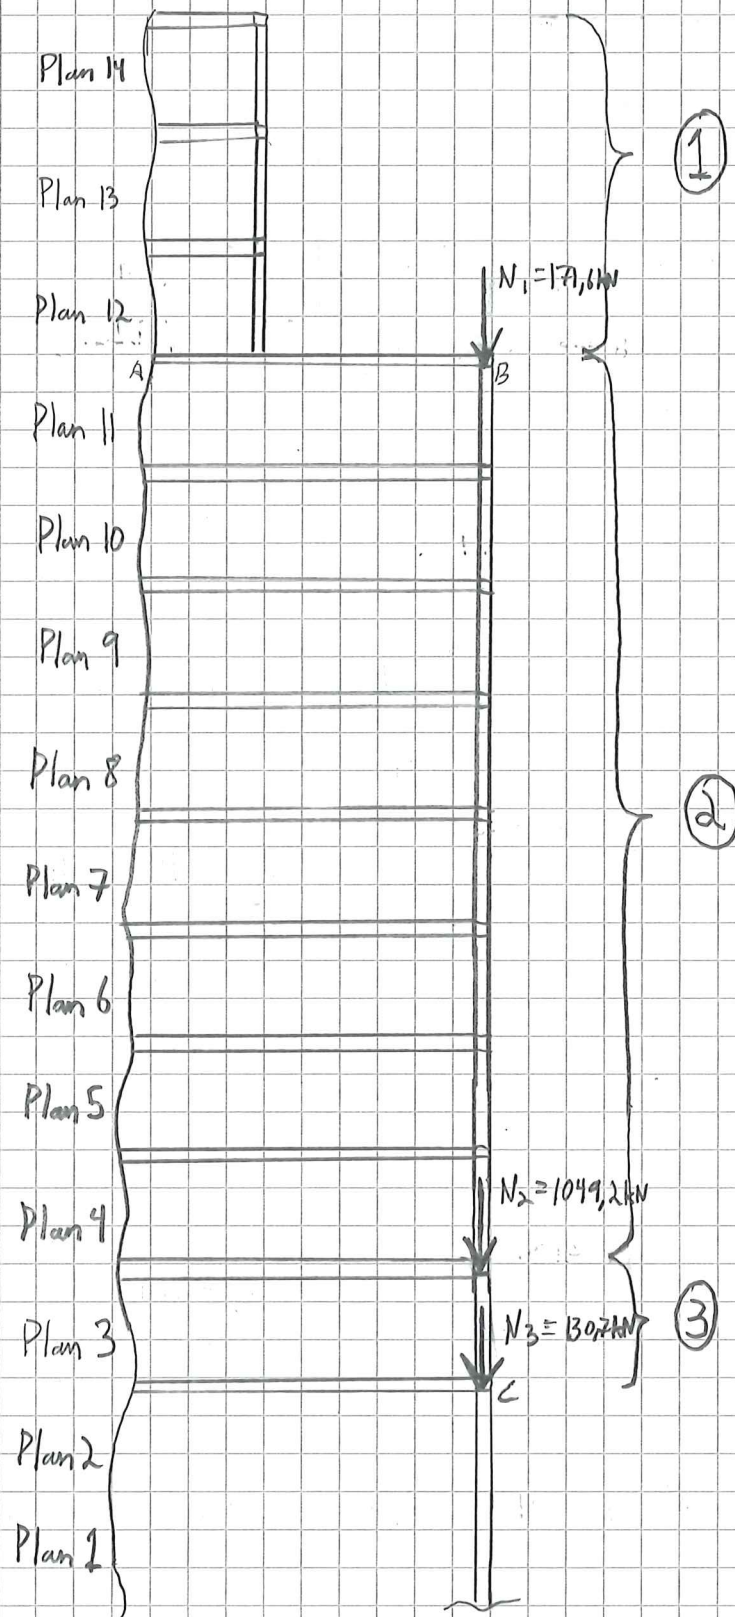 Plan 14
①
Plan 13
N₁=171,6kN
Plan 12
A
B
Plan 11
Plan 10
Plan 9
Plan 8
②
Plan 7
Plan 6
Plan 5
N₂=1049,2kN
Plan 4
③
N3=130,7kN
Plan 3
C
Plan 2
Plan 1